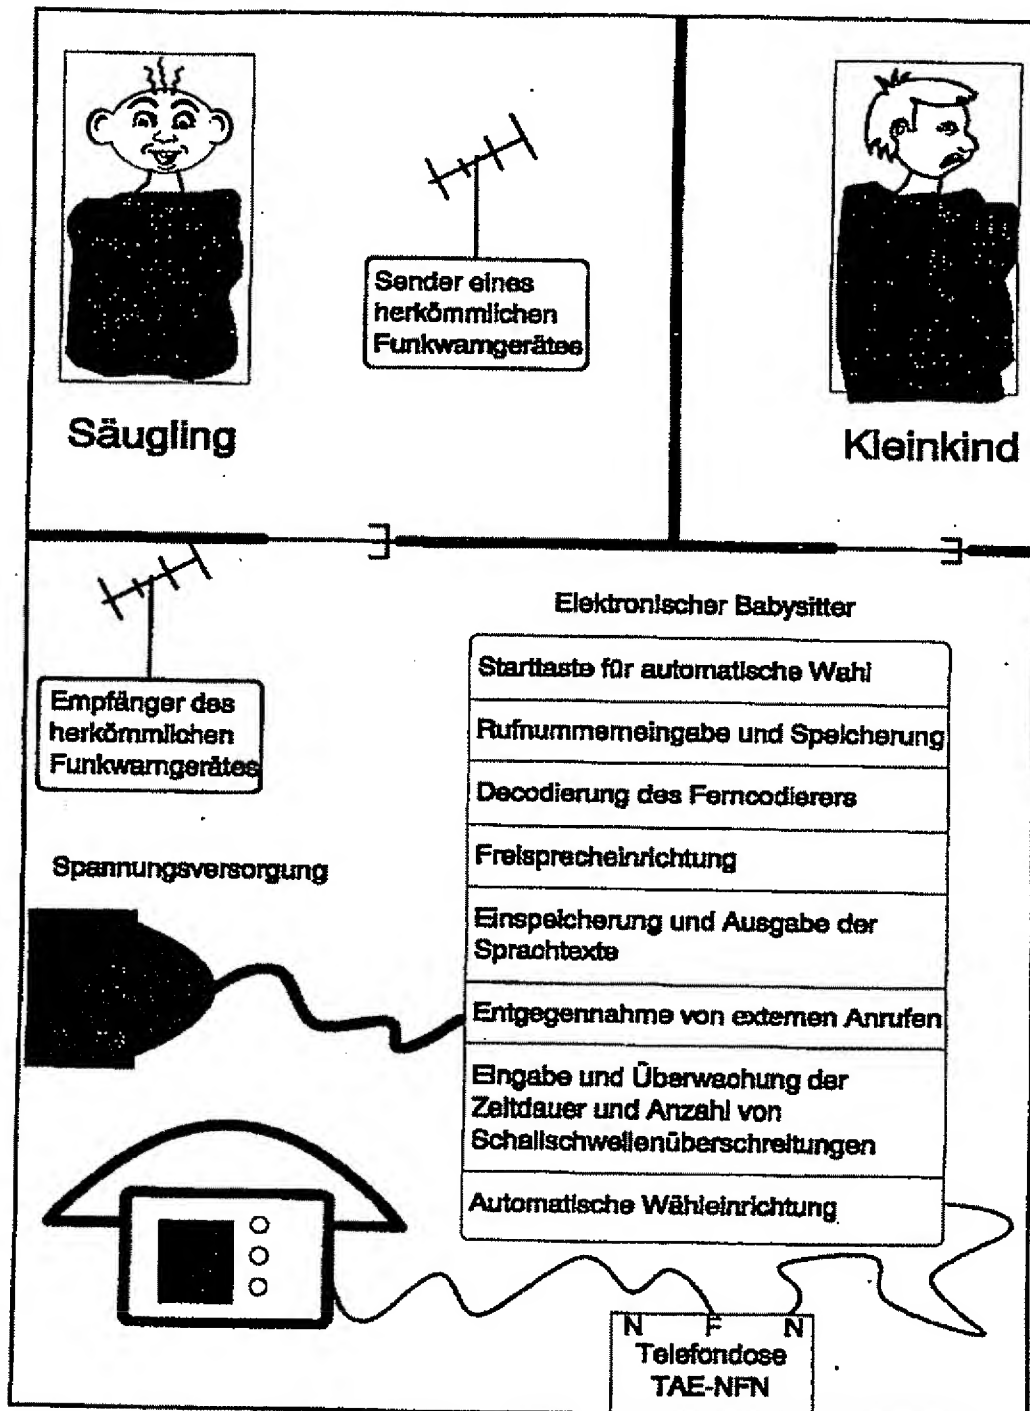 Sender eines
herkömmlichen
Funkwarngerätes
Säugling
Kleinkind
Elektronischer Babysitter
Starttaste für automatische Wahl
Empfänger des
herkömmlichen
Funkwarngerätes
Rufnummerneingabe und Speicherung
Decodierung des Ferncodierers
Freisprecheinrichtung
Spannungsversorgung
Einspeicherung und Ausgabe der
Sprachtexte
Entgegennahme von externen Anrufen
Eingabe und Überwachung der
Zeitdauer und Anzahl von
Schallschwellenüberschreitungen
Automatische Wähleinrichtung
N F N
Telefondose
TAE-NFN